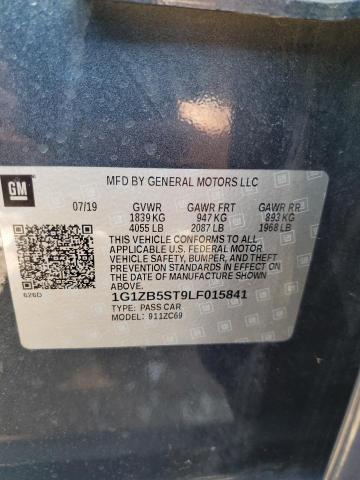 GM
MFD BY GENERAL MOTORS LLC
07/19 GVWR GAWR FRT GAWR RR
1839 KG 947 KG 893 KG
4055 LB 2087 LB 1968 LB
THIS VEHICLE CONFORMS TO ALL APPLICABLE
U.S. FEDERAL MOTOR
VEHICLE SAFETY, BUMPER, AND THEFT
PREVENTION STANDARDS IN EFFECT
ON THE DATE OF MANUFACTURE SHOWN
ABOVE.
626D
1G1ZB5ST9LF015841
TYPE: PASS CAR
MODEL: 911ZC69